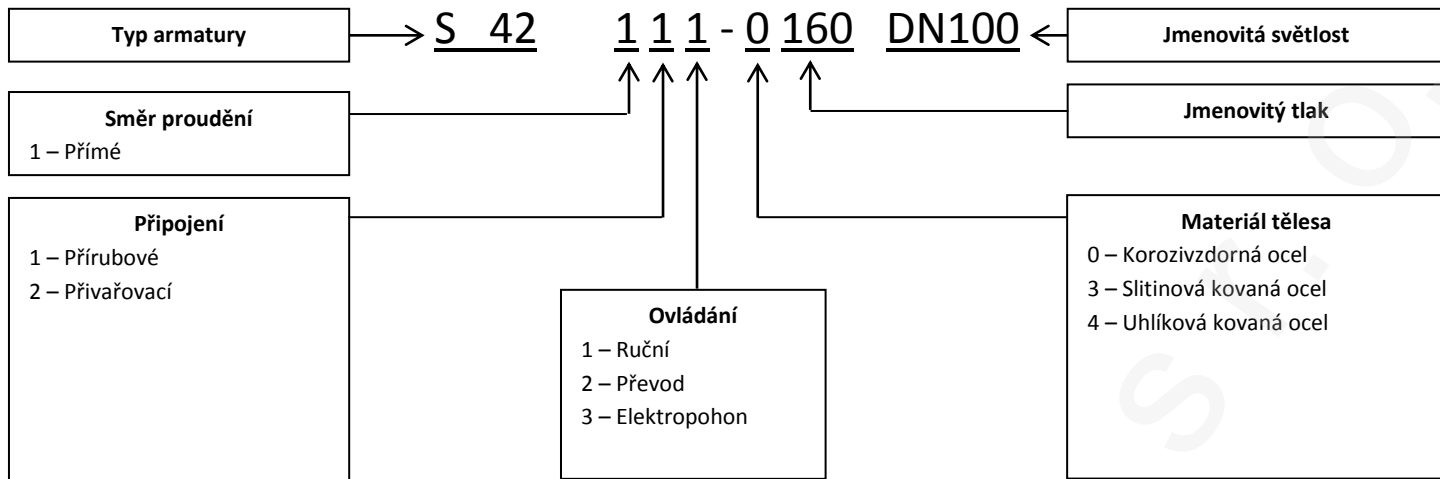 Typ armatury
S 42 1 1 1 - 0 160 DN100
Jmenovitá světlost
Směr proudění
1 – Přímé
Jmenovitý tlak
Připojení
1 – Přírubové
2 – Přivařovací
Ovládání
1 – Ruční
2 – Převod
3 – Elektropohon
Materiál tělesa
0 – Korozivzdorná ocel
3 – Slitinová kovaná ocel
4 – Uhlíková kovaná ocel
s r. o.